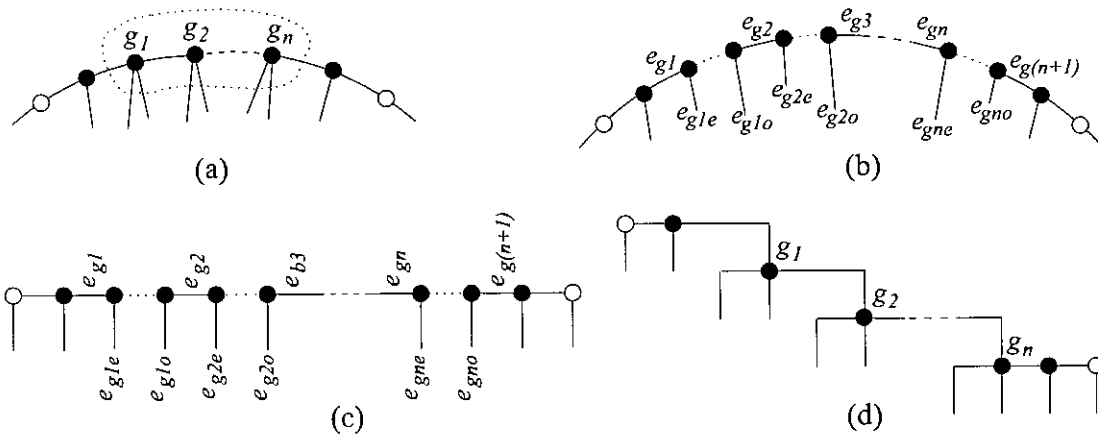 g1 g2 gn
(a)
eg1 eg2 eg3 egn eg(n+1)
eg1e eg1o eg2e eg2o egne egno
(b)
eg1 eg2 eb3 egn eg(n+1)
eg1e eg1o eg2e eg2o egne egno
(c)
g1
g2
gn
(d)